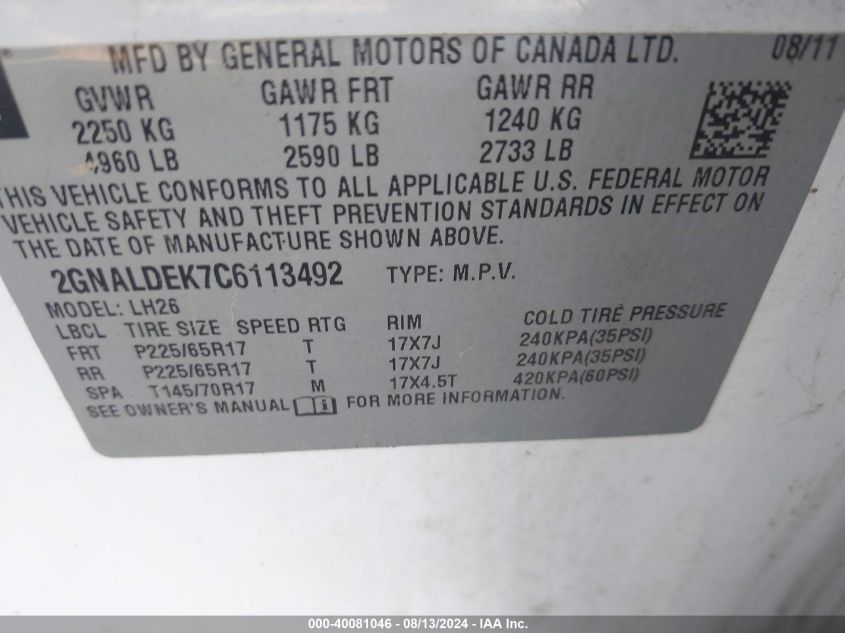 MFD BY GENERAL MOTORS OF CANADA LTD. 08/11
GVWR GAWR FRT GAWR RR
2250 KG 1175 KG 1240 KG
4960 LB 2590 LB 2733 LB
THIS VEHICLE CONFORMS TO ALL APPLICABLE U.S. FEDERAL MOTOR
VEHICLE SAFETY AND THEFT PREVENTION STANDARDS IN EFFECT ON
THE DATE OF MANUFACTURE SHOWN ABOVE.
2GNALDEK7C6113492 TYPE: M.P.V.
MODEL: LH26
LBCL TIRE SIZE SPEED RTG RIM COLD TIRE PRESSURE
FRT P225/65R17 T 17X7J 240KPA(35PSI)
RR P225/65R17 T 17X7J 240KPA(35PSI)
SPA T145/70R17 M 17X4.5T 420KPA(60PSI)
SEE OWNER'S MANUAL FOR MORE INFORMATION.
000-40081046 - 08/13/2024 - IAA Inc.